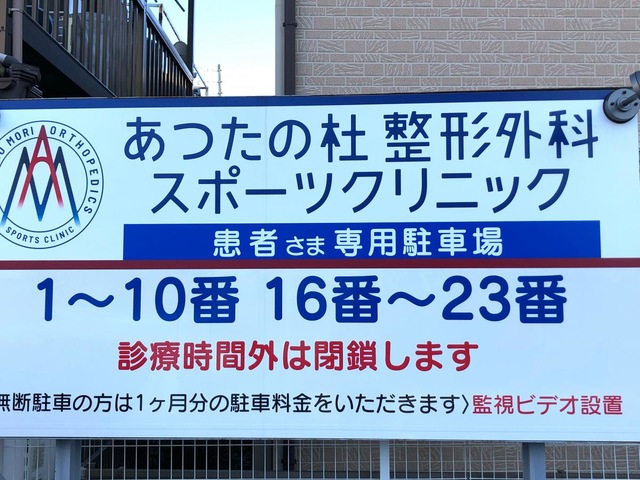 あつたの杜 整形外科
スポーツクリニック
MORI ORTHOPEDICS
SPORTS CLINIC
患者さま専用駐車場
1〜10番 16番〜23番
診療時間外は閉鎖します
無断駐車の方は1ヶ月分の駐車料金をいただきます〉監視ビデオ設置